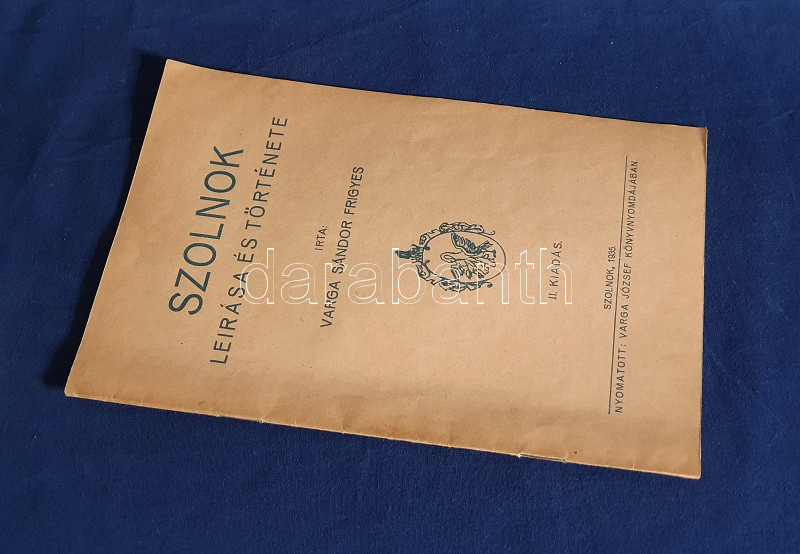 SZOLNOK
LEIRÁSA ÉS TÖRTÉNETE
IRTA:
VARGA SÁNDOR FRIGYES
II. KIADÁS.
SZOLNOK, 1935.
NYOMATOTT: VARGA JÓZSEF KÖNYVNYOMDÁJÁBAN
darabanth